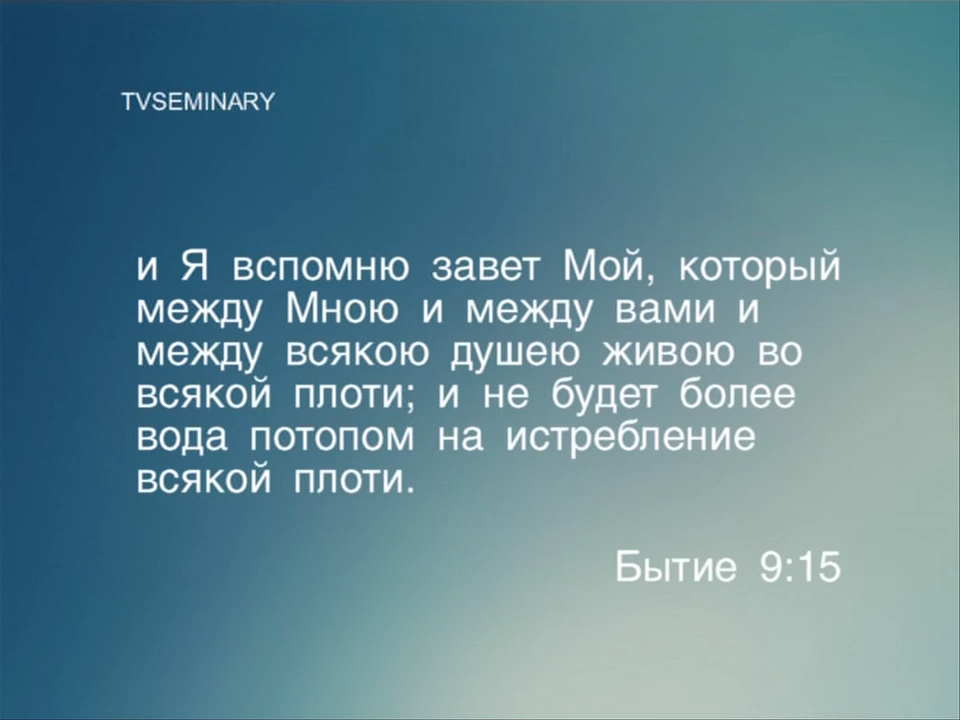 TVSEMINARY
и Я вспомню завет Мой, который
между Мною и между вами и
между всякою душею живою во
всякой плоти; и не будет более
вода потопом на истребление
всякой плоти.
Бытие 9:15